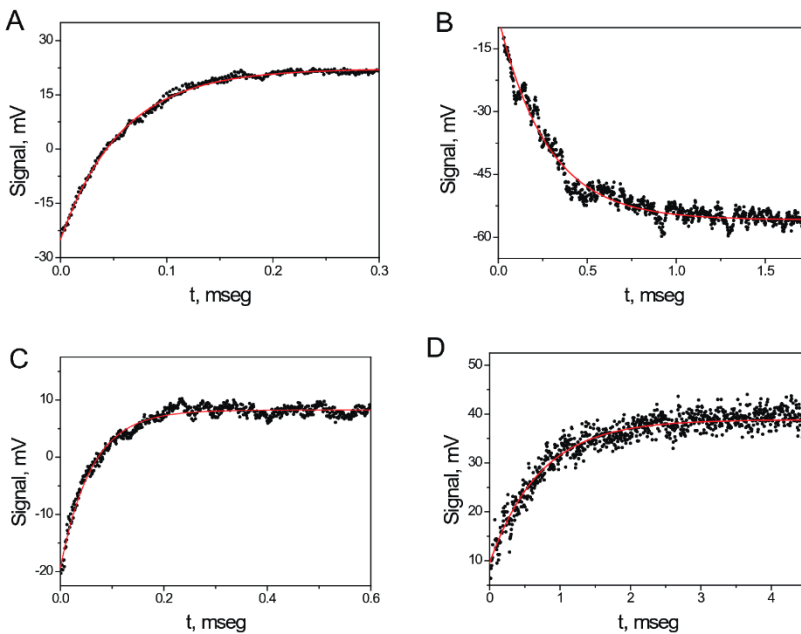 A
30
15
0
-15
-30
Signal, mV
0.0 0.1 0.2 0.3
t, mseg
B
-15
-30
-45
-60
Signal, mV
0.0 0.5 1.0 1.5
t, mseg
C
10
0
-10
-20
Signal, mV
0.0 0.2 0.4 0.6
t, mseg
D
50
40
30
20
10
Signal, mV
0 1 2 3 4
t, mseg